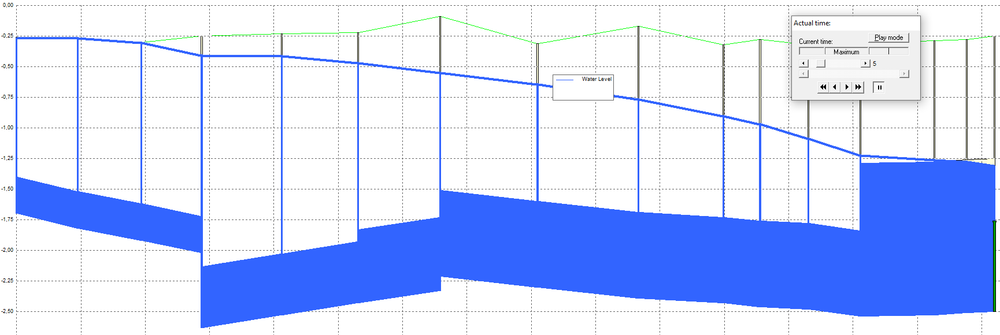 0,00
-0,25
-0,50
-0,75
-1,00
-1,25
-1,50
-1,75
-2,00
-2,25
-2,50
Water Level
Actual time:
Play mode
Current time:
Maximum
5